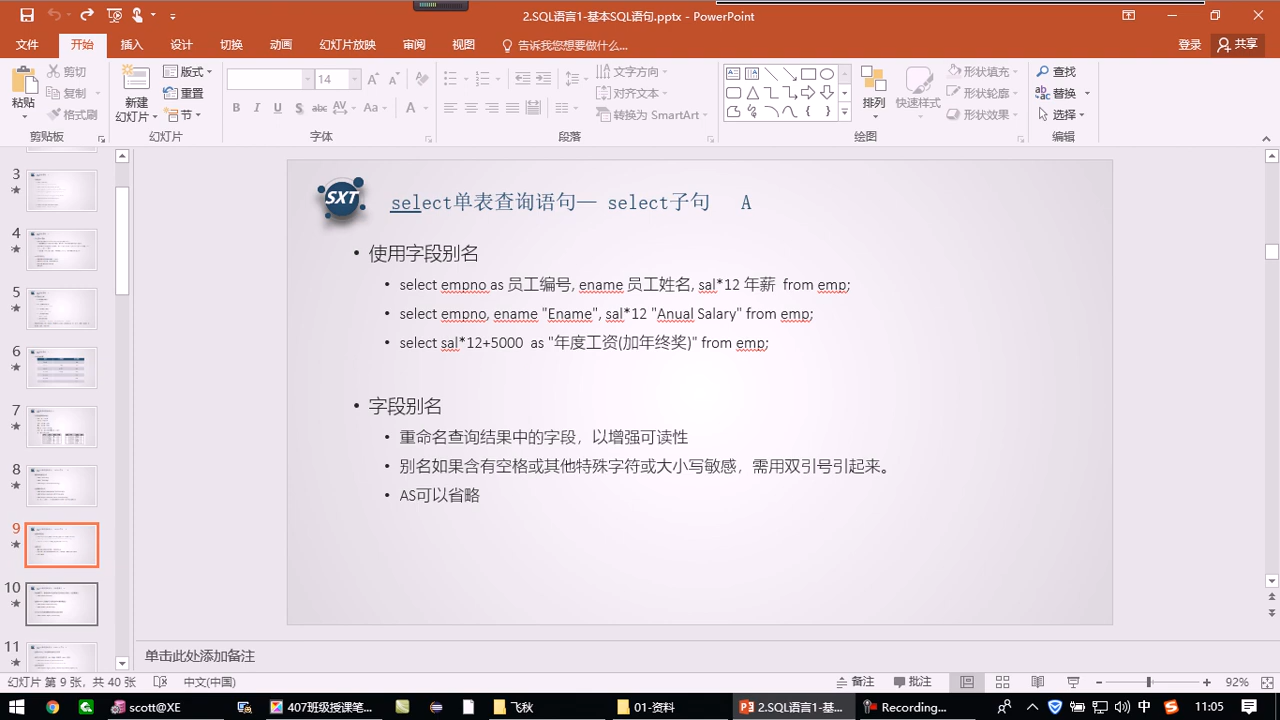 2.SQL语言1-基本SQL语句.pptx - PowerPoint
文件 开始 插入 设计 切换 动画 幻灯片放映 审阅 视图 告诉我您想要做什么... 登录 共享
粘贴 剪切 复制 格式刷 剪贴板
新建 幻灯片 版式 重置 节 幻灯片
14 B I U S abc AV Aa A 字体
文字方向 对齐文本 转换为 SmartArt 段落
排列 快速样式 形状填充 形状轮廓 形状效果 绘图
查找 替换 选择 编辑
3
4
5
6
7
8
9
10
11
SXT
select单表查询语句— select子句 A
• 使用字段别名
• select empno as 员工编号, ename 员工姓名, sal*12 年薪 from emp;
• select empno, ename "Ename", sal*12 "Anual Salary" from emp;
• select sal*12+5000 as "年度工资(加年终奖)" from emp;
• 字段别名
• 重命名查询结果中的字段，以增强可读性
• 别名如果含有空格或其他特殊字符或大小写敏感，需用双引号引起来。
• AS可以省略
单击此处添加备注
幻灯片 第 9 张，共 40 张 中文(中国) 备注 批注 92%
scott@XE 407班级授课笔... 飞秋 01-资料 2.SQL语言1-基本... Recording... 中 11:05